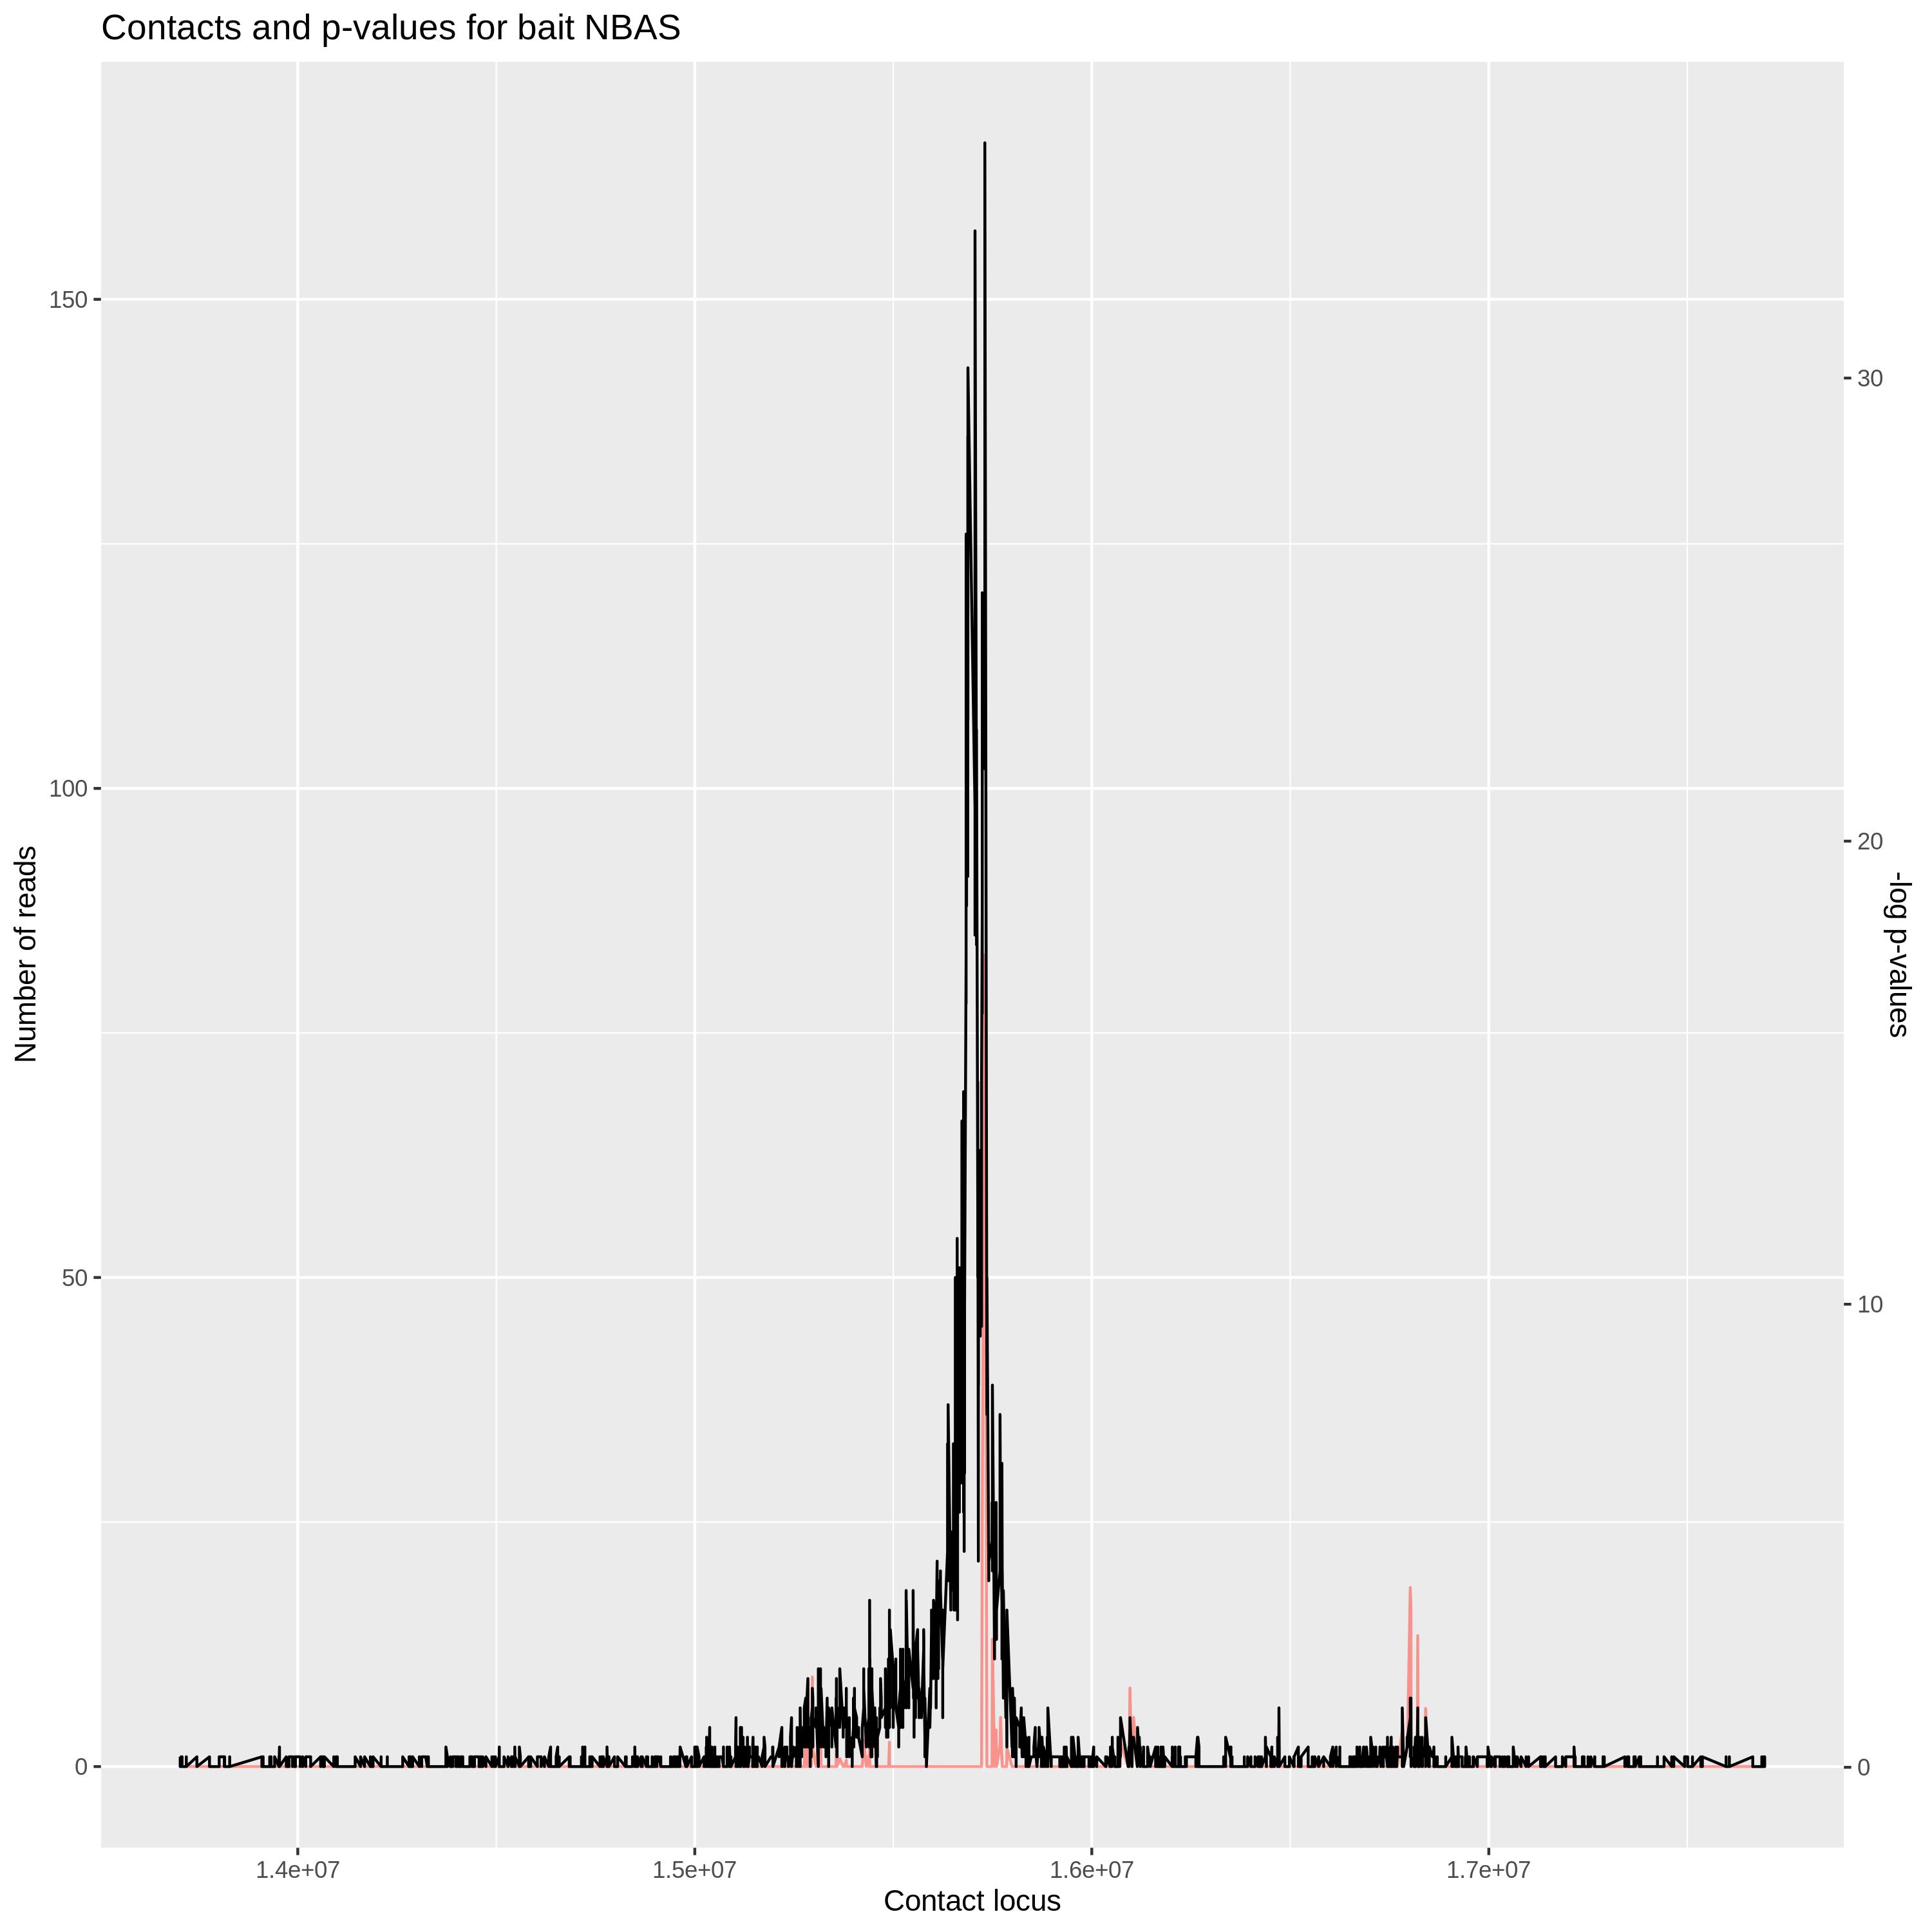 Contacts and p-values for bait NBAS
150
100
50
0
30
20
10
0
Number of reads
-log p-values
1.4e+07
1.5e+07
1.6e+07
1.7e+07
Contact locus